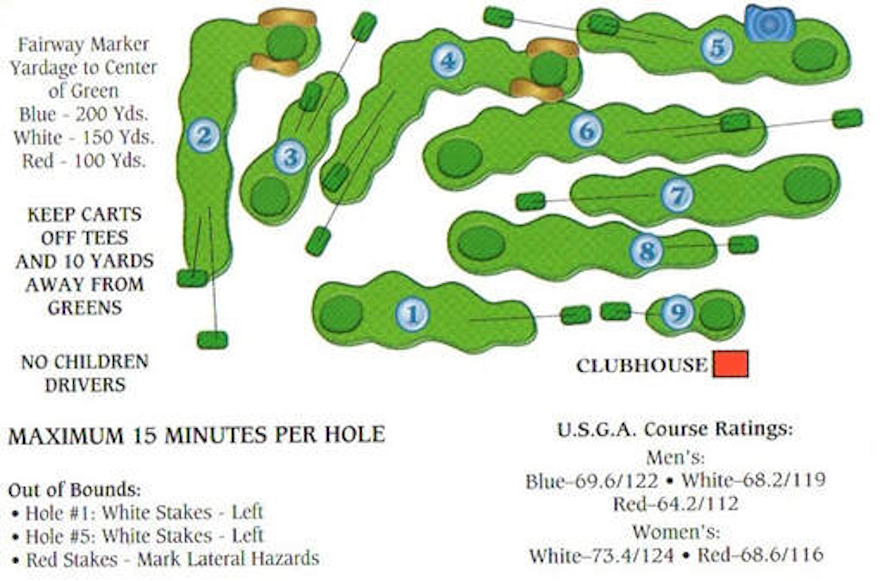 Fairway Marker
Yardage to Center
of Green
Blue - 200 Yds.
White - 150 Yds.
Red - 100 Yds.
KEEP CARTS
OFF TEES
AND 10 YARDS
AWAY FROM
GREENS
NO CHILDREN
DRIVERS
2
3
4
5
6
7
8
1
9
CLUBHOUSE
MAXIMUM 15 MINUTES PER HOLE
Out of Bounds:
• Hole #1: White Stakes - Left
• Hole #5: White Stakes - Left
• Red Stakes - Mark Lateral Hazards
U.S.G.A. Course Ratings:
Men's:
Blue–69.6/122 • White–68.2/119
Red–64.2/112
Women's:
White–73.4/124 • Red–68.6/116